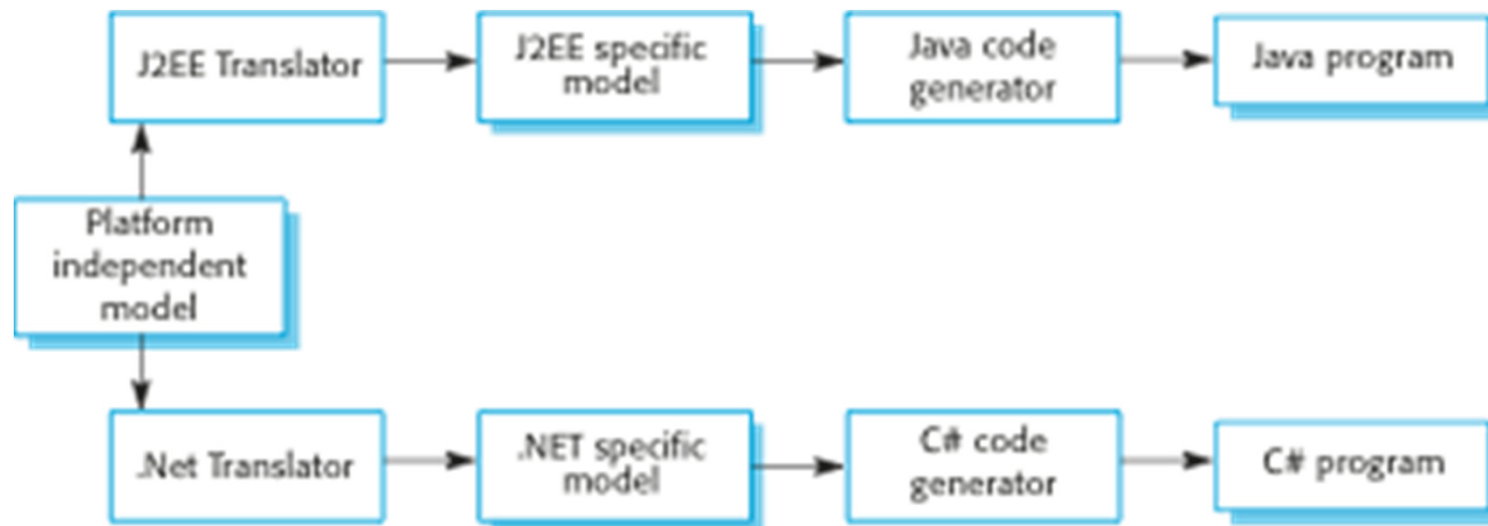 J2EE Translator
J2EE specific
model
Java code
generator
Java program
Platform
independent
model
.Net Translator
.NET specific
model
C# code
generator
C# program